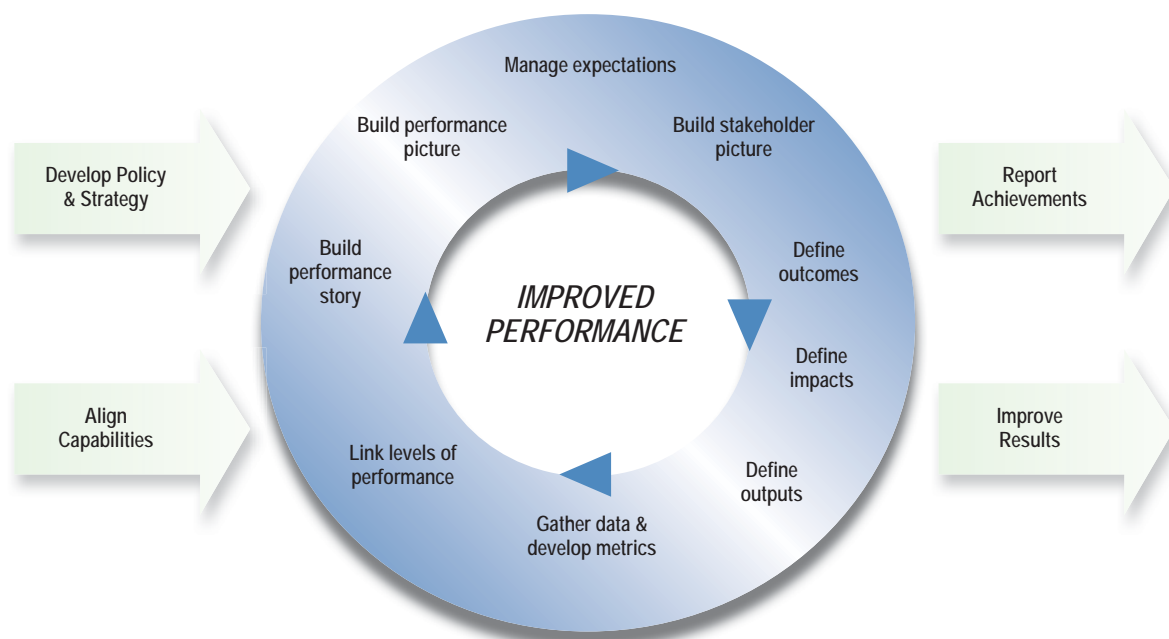 Manage expectations
Build performance
picture
Build stakeholder
picture
Develop Policy
& Strategy
Report
Achievements
Build
performance
story
Define
outcomes
IMPROVED
PERFORMANCE
Define
impacts
Align
Capabilities
Improve
Results
Link levels of
performance
Define
outputs
Gather data &
develop metrics